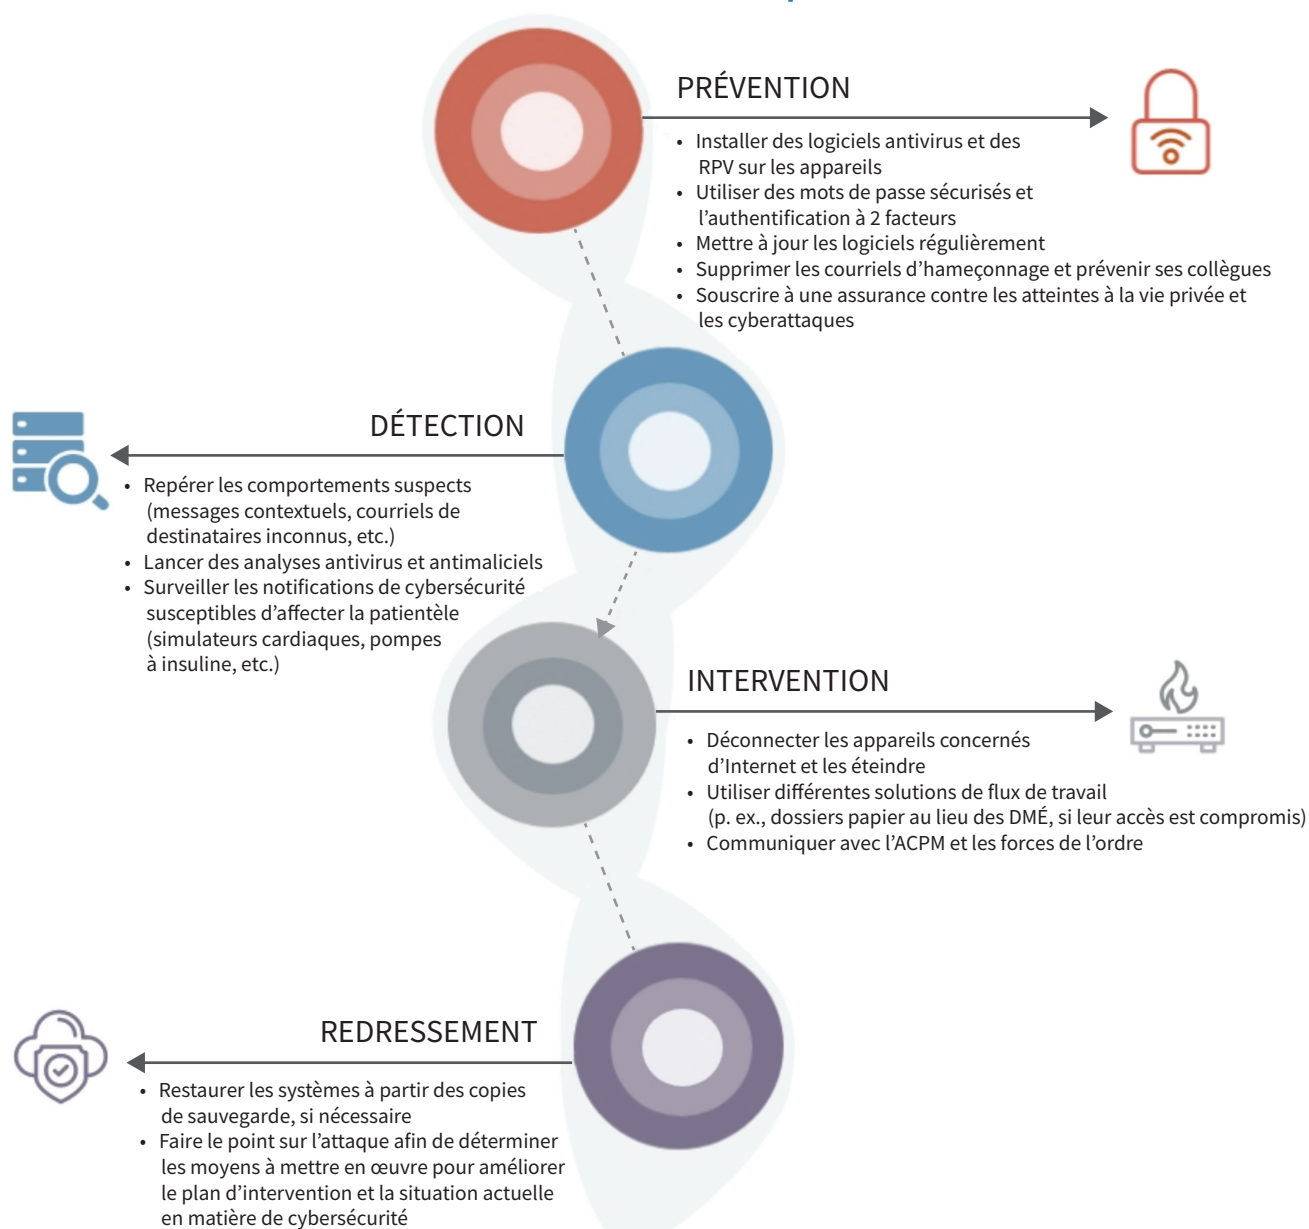 PRÉVENTION
• Installer des logiciels antivirus et des
RPV sur les appareils
• Utiliser des mots de passe sécurisés et
l’authentification à 2 facteurs
• Mettre à jour les logiciels régulièrement
• Supprimer les courriels d’hameçonnage et prévenir ses collègues
• Souscrire à une assurance contre les atteintes à la vie privée et
les cyberattaques
DÉTECTION
• Repérer les comportements suspects
(messages contextuels, courriels de
destinataires inconnus, etc.)
• Lancer des analyses antivirus et antimaliciels
• Surveiller les notifications de cybersécurité
susceptibles d’affecter la patientèle
(simulateurs cardiaques, pompes
à insuline, etc.)
INTERVENTION
• Déconnecter les appareils concernés
d’Internet et les éteindre
• Utiliser différentes solutions de flux de travail
(p. ex., dossiers papier au lieu des DMÉ, si leur accès est compromis)
• Communiquer avec l’ACPM et les forces de l’ordre
REDRESSEMENT
• Restaurer les systèmes à partir des copies
de sauvegarde, si nécessaire
• Faire le point sur l’attaque afin de déterminer
les moyens à mettre en œuvre pour améliorer
le plan d’intervention et la situation actuelle
en matière de cybersécurité